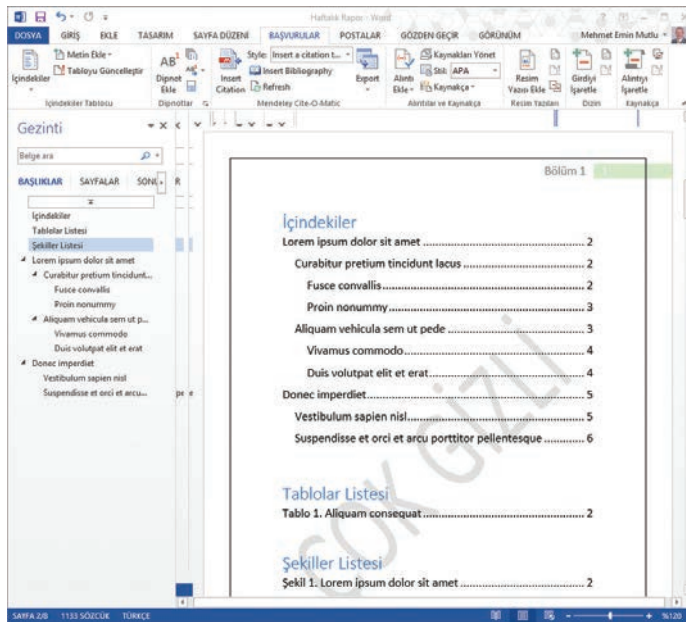 Haftalık Rapor - Word
DOSYA GİRİŞ EKLE TASARIM SAYFA DÜZENİ BAŞVURULAR POSTALAR GÖZDEN GEÇİR GÖRÜNÜM Mehmet Emin Mutlu
İçindekiler
Metin Ekle
Tabloyu Güncelleştir
İçindekiler Tablosu
AB¹
Dipnot Ekle
Dipnotlar
Insert Citation
Style: Insert a citation t...
Insert Bibliography
Refresh
Export
Mendeley Cite-O-Matic
Alıntı Ekle
Kaynakları Yönet
Stil: APA
Kaynakça
Alıntılar ve Kaynakça
Resim Yazısı Ekle
Resim Yazıları
Girdiyi İşaretle
Dizin
Alıntıyı İşaretle
Kaynakça
Gezinti
Belge ara
BAŞLIKLAR SAYFALAR SONU R
İçindekiler
Tablolar Listesi
Şekiller Listesi
Lorem ipsum dolor sit amet
Curabitur pretium tincidunt...
Fusce convallis
Proin nonummy
Aliquam vehicula sem ut p...
Vivamus commodo
Duis volutpat elit et erat
Donec imperdiet
Vestibulum sapien nisl
Suspendisse et orci et arcu...
pe e
Bölüm 1 1
İçindekiler
Lorem ipsum dolor sit amet ............ 2
Curabitur pretium tincidunt lacus ............ 2
Fusce convallis ............ 2
Proin nonummy ............ 3
Aliquam vehicula sem ut pede ............ 3
Vivamus commodo ............ 4
Duis volutpat elit et erat ............ 4
Donec imperdiet ............ 5
Vestibulum sapien nisl ............ 5
Suspendisse et orci et arcu porttitor pellentesque ............ 6
Tablolar Listesi
Tablo 1. Aliquam consequat ............ 2
Şekiller Listesi
Şekil 1. Lorem ipsum dolor sit amet ............ 2
ÇOK GİZLİ
SAYFA 2/8 1133 SÖZCÜK TÜRKÇE %120